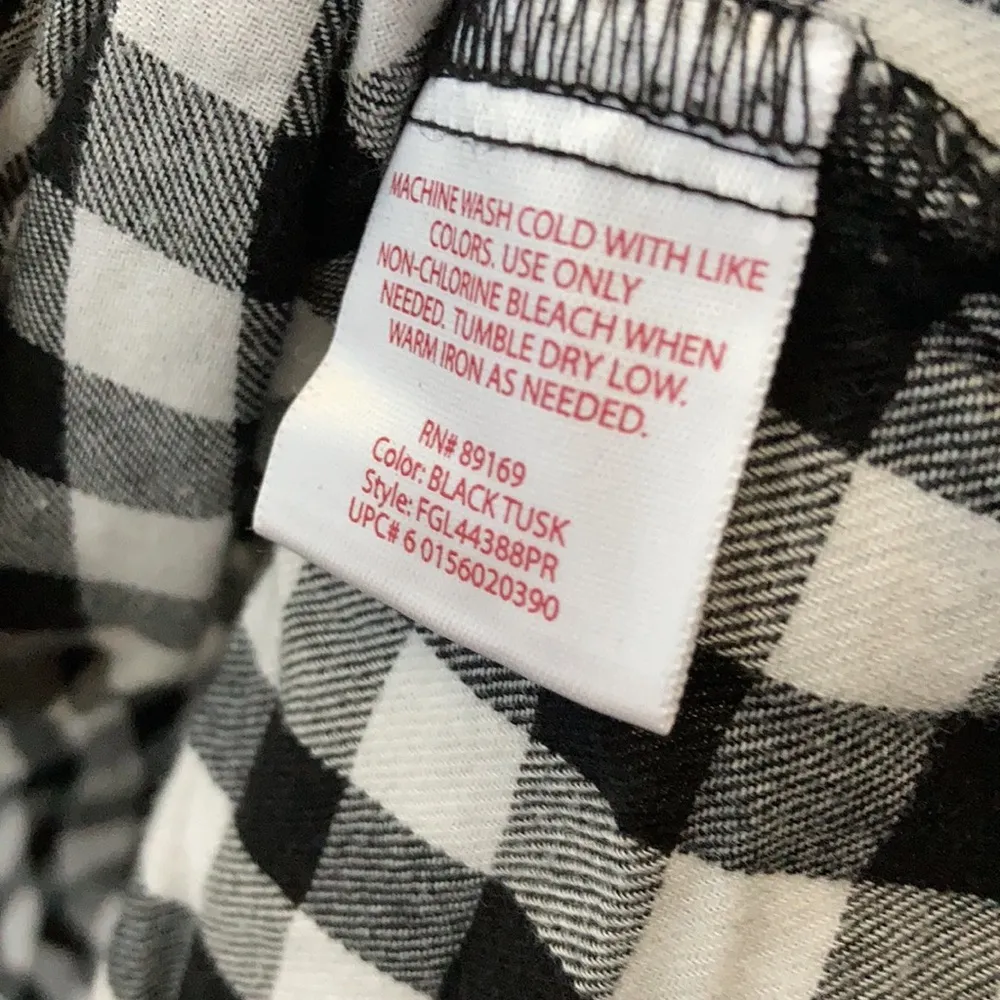 MACHINE WASH COLD WITH LIKE
COLORS. USE ONLY
NON-CHLORINE BLEACH WHEN
NEEDED. TUMBLE DRY LOW.
WARM IRON AS NEEDED.
RN# 89169
Color: BLACK TUSK
Style: FGL44388PR
UPC# 6 0156020390